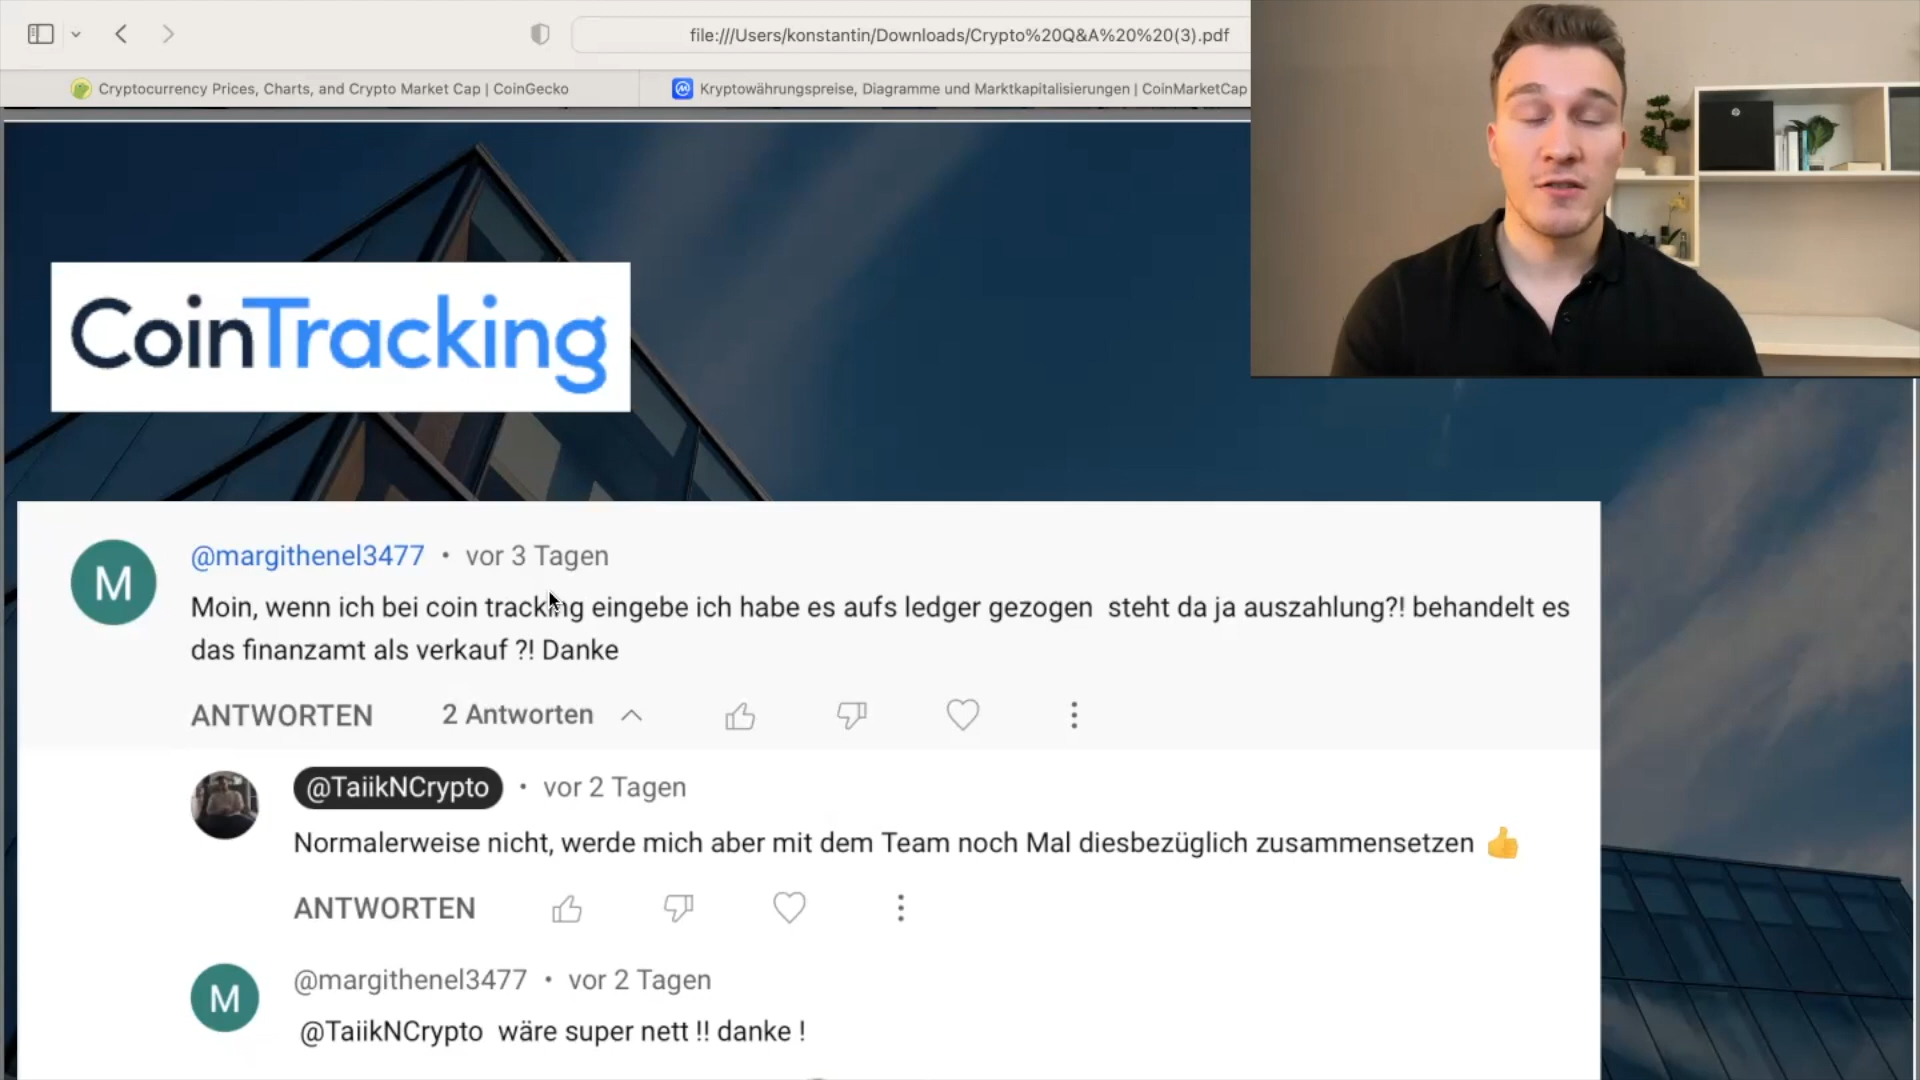 file:///Users/konstantin/Downloads/Crypto%20Q&A%20%20(3).pdf
Cryptocurrency Prices, Charts, and Crypto Market Cap | CoinGecko
Kryptowährungspreise, Diagramme und Marktkapitalisierungen | CoinMarketCap
CoinTracking
M
@margithenel3477 • vor 3 Tagen
Moin, wenn ich bei coin tracking eingebe ich habe es aufs ledger gezogen steht da ja auszahlung?! behandelt es
das finanzamt als verkauf ?! Danke
ANTWORTEN 2 Antworten
@TaiikNCrypto • vor 2 Tagen
Normalerweise nicht, werde mich aber mit dem Team noch Mal diesbezüglich zusammensetzen 👍
ANTWORTEN
M
@margithenel3477 • vor 2 Tagen
@TaiikNCrypto wäre super nett !! danke !